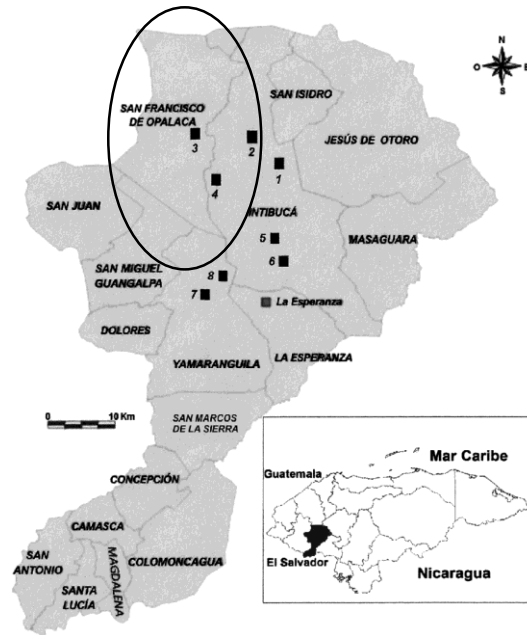 N
O
E
S
SAN ISIDRO
SAN FRANCISCO
DE OPALACA
3
2
JESÚS DE OTORO
1
4
SAN JUAN
INTIBUCÁ
MASAGUARA
5
6
SAN MIGUEL
GUANGALPA
8
7
La Esperanza
DOLORES
YAMARANGUILA
LA ESPERANZA
0 10 Km
SAN MARCOS
DE LA SIERRA
CONCEPCIÓN
CAMASCA
SAN
ANTONIO
MAGDALENA
COLOMONCAGUA
SANTA
LUCÍA
Mar Caribe
Guatemala
El Salvador
Nicaragua